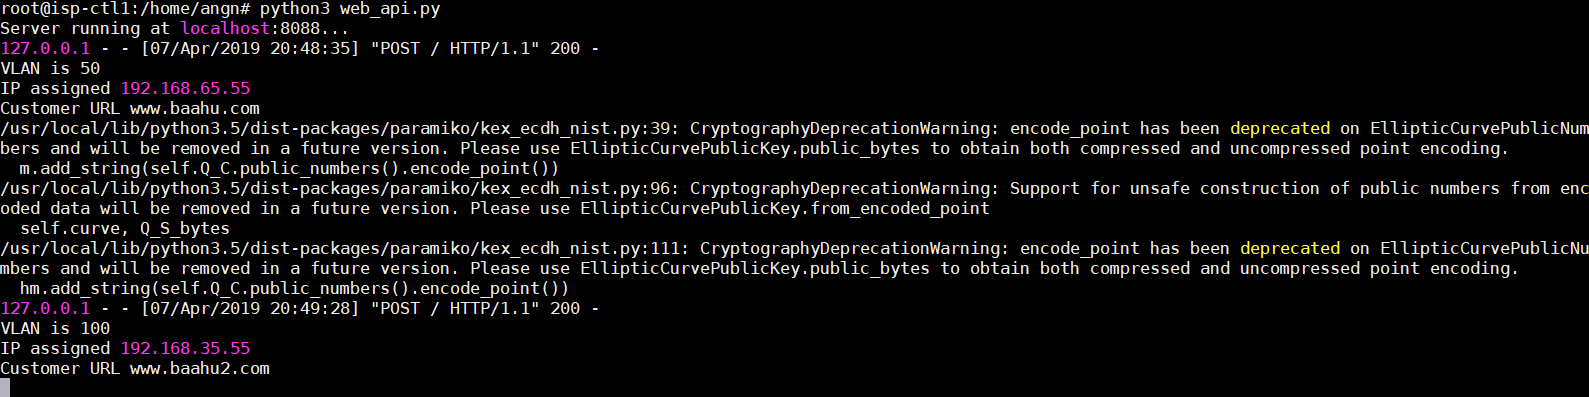 root@isp-ctl1:/home/angn# python3 web_api.py
Server running at localhost:8088...
127.0.0.1 - - [07/Apr/2019 20:48:35] "POST / HTTP/1.1" 200 -
VLAN is 50
IP assigned 192.168.65.55
Customer URL www.baahu.com
/usr/local/lib/python3.5/dist-packages/paramiko/kex_ecdh_nist.py:39: CryptographyDeprecationWarning: encode_point has been deprecated on EllipticCurvePublicNum
bers and will be removed in a future version. Please use EllipticCurvePublicKey.public_bytes to obtain both compressed and uncompressed point encoding.
  m.add_string(self.Q_C.public_numbers().encode_point())
/usr/local/lib/python3.5/dist-packages/paramiko/kex_ecdh_nist.py:96: CryptographyDeprecationWarning: Support for unsafe construction of public numbers from enc
oded data will be removed in a future version. Please use EllipticCurvePublicKey.from_encoded_point
  self.curve, Q_S_bytes
/usr/local/lib/python3.5/dist-packages/paramiko/kex_ecdh_nist.py:111: CryptographyDeprecationWarning: encode_point has been deprecated on EllipticCurvePublicNu
mbers and will be removed in a future version. Please use EllipticCurvePublicKey.public_bytes to obtain both compressed and uncompressed point encoding.
  hm.add_string(self.Q_C.public_numbers().encode_point())
127.0.0.1 - - [07/Apr/2019 20:49:28] "POST / HTTP/1.1" 200 -
VLAN is 100
IP assigned 192.168.35.55
Customer URL www.baahu2.com